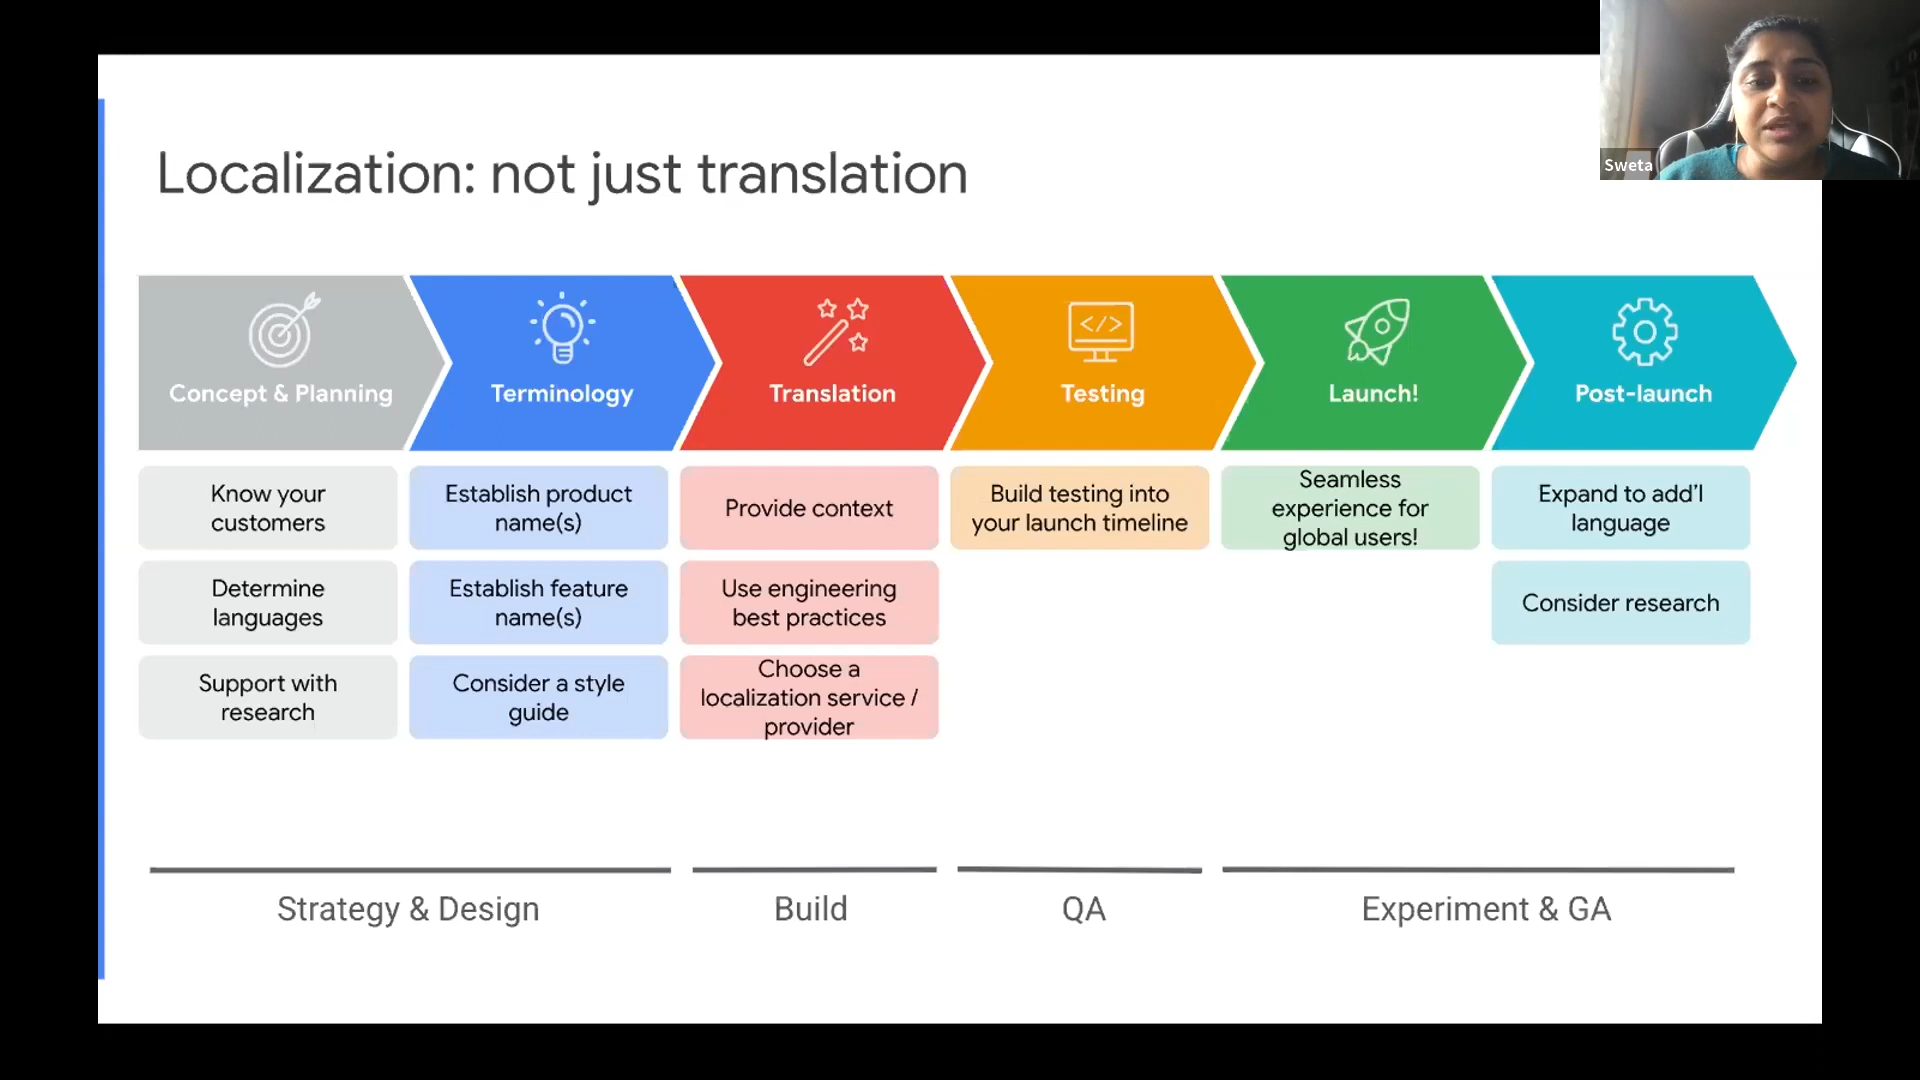 Sweta
Localization: not just translation
Concept & Planning
Terminology
Translation
Testing
Launch!
Post-launch
Know your
customers
Determine
languages
Support with
research
Establish product
name(s)
Establish feature
name(s)
Consider a style
guide
Provide context
Use engineering
best practices
Choose a
localization service /
provider
Build testing into
your launch timeline
Seamless
experience for
global users!
Expand to add'l
language
Consider research
Strategy & Design
Build
QA
Experiment & GA